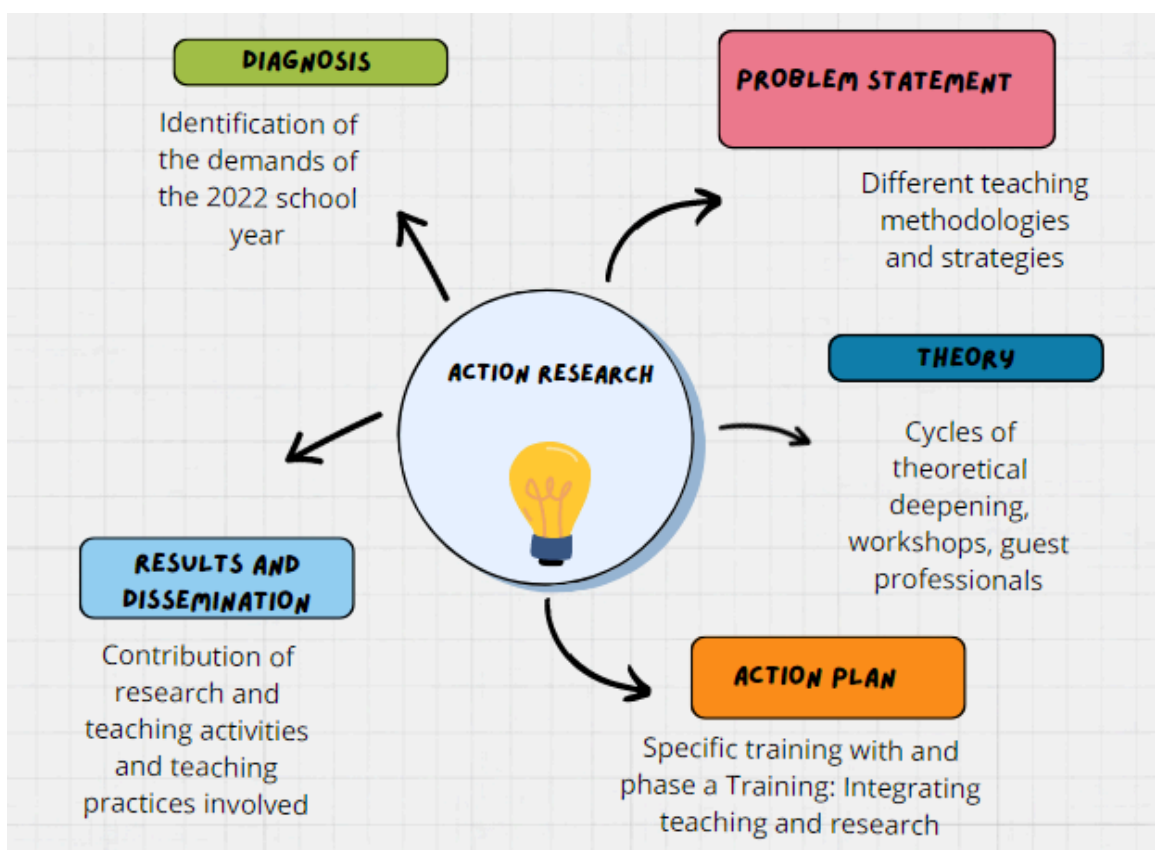 DIAGNOSIS
Identification of
the demands of
the 2022 school
year
PROBLEM STATEMENT
Different teaching
methodologies
and strategies
ACTION RESEARCH
THEORY
Cycles of
theoretical
deepening,
workshops, guest
professionals
RESULTS AND
DISSEMINATION
Contribution of
research and
teaching activities
and teaching
practices involved
ACTION PLAN
Specific training with and
phase a Training: Integrating
teaching and research